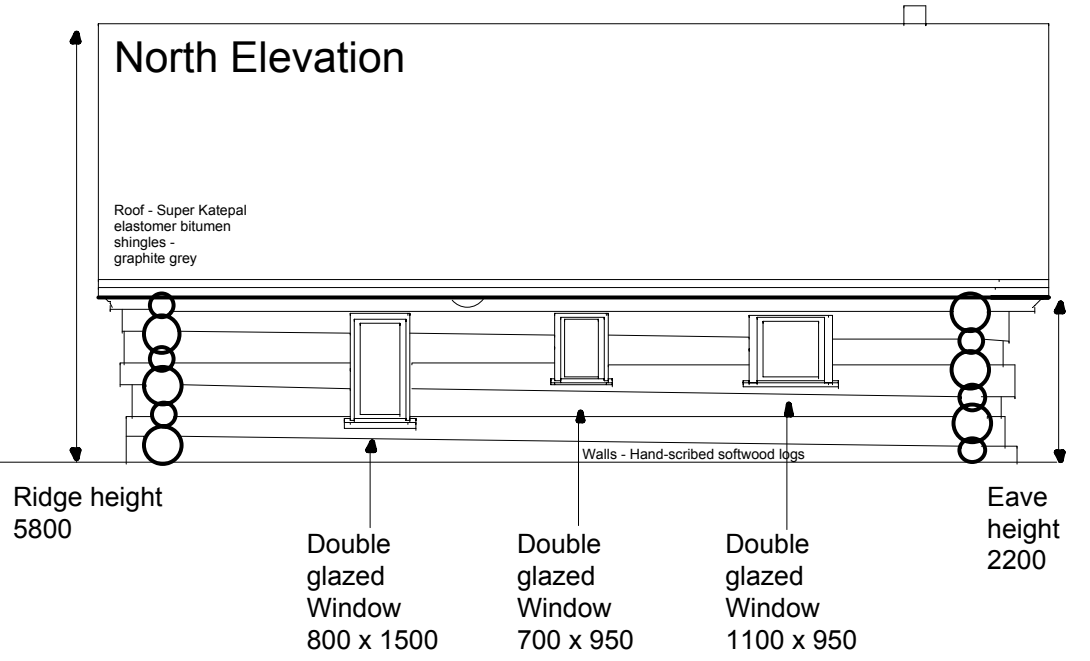 North Elevation
Roof - Super Katepal
elastomer bitumen
shingles -
graphite grey
Walls - Hand-scribed softwood logs
Ridge height
5800
Eave
height
2200
Double
glazed
Window
800 x 1500
Double
glazed
Window
700 x 950
Double
glazed
Window
1100 x 950